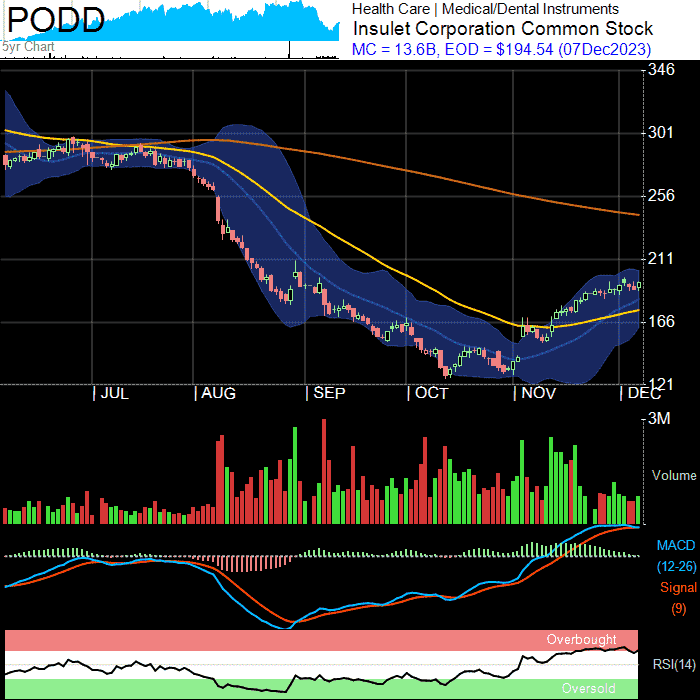 PODD
5yr Chart
Health Care | Medical/Dental Instruments
Insulet Corporation Common Stock
MC = 13.6B, EOD = $194.54 (07Dec2023)
346
301
256
211
166
121
| JUL | AUG | SEP | OCT | NOV | DEC
3M
Volume
MACD
(12-26)
Signal
(9)
Overbought
RSI(14)
Oversold